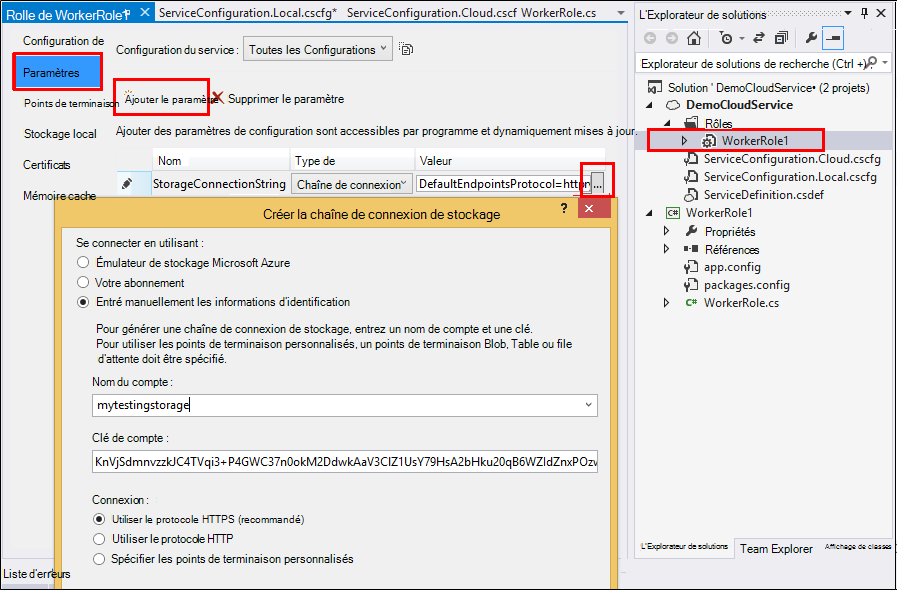 Rolle de WorkerRole1
ServiceConfiguration.Local.cscfg*
ServiceConfiguration.Cloud.cscf
WorkerRole.cs
Configuration de
Paramètres
Points de terminaison
Stockage local
Certificats
Mémoire cache
Configuration du service :
Toutes les Configurations
Ajouter le paramètre
Supprimer le paramètre
Ajouter des paramètres de configuration sont accessibles par programme et dynamiquement mises à jour.
Nom
Type de
Valeur
StorageConnectionString
Chaîne de connexion
DefaultEndpointsProtocol=https
...
Créer la chaîne de connexion de stockage
?
Se connecter en utilisant :
Émulateur de stockage Microsoft Azure
Votre abonnement
Entré manuellement les informations d'identification
Pour générer une chaîne de connexion de stockage, entrez un nom de compte et une clé.
Pour utiliser les points de terminaison personnalisés, un points de terminaison Blob, Table ou file
d'attente doit être spécifié.
Nom du compte :
mytestingstorage
Clé de compte :
KnVjSdmnvzzkJC4TVqi3+P4GWC37n0okM2DdwkAaV3ClZ1UsY79HsA2bHku20qB6WZIdZnxPOzv
Connexion :
Utiliser le protocole HTTPS (recommandé)
Utiliser le protocole HTTP
Spécifier les points de terminaison personnalisés
Liste d'erreurs
L'Explorateur de solutions
Explorateur de solutions de recherche (Ctrl +)
Solution ' DemoCloudService• (2 projets)
DemoCloudService
Rôles
WorkerRole1
ServiceConfiguration.Cloud.cscfg
ServiceConfiguration.Local.cscfg
ServiceDefinition.csdef
C# WorkerRole1
Propriétés
Références
app.config
packages.config
C# WorkerRole.cs
L'Explorateur de solutions
Team Explorer
Affichage de classes